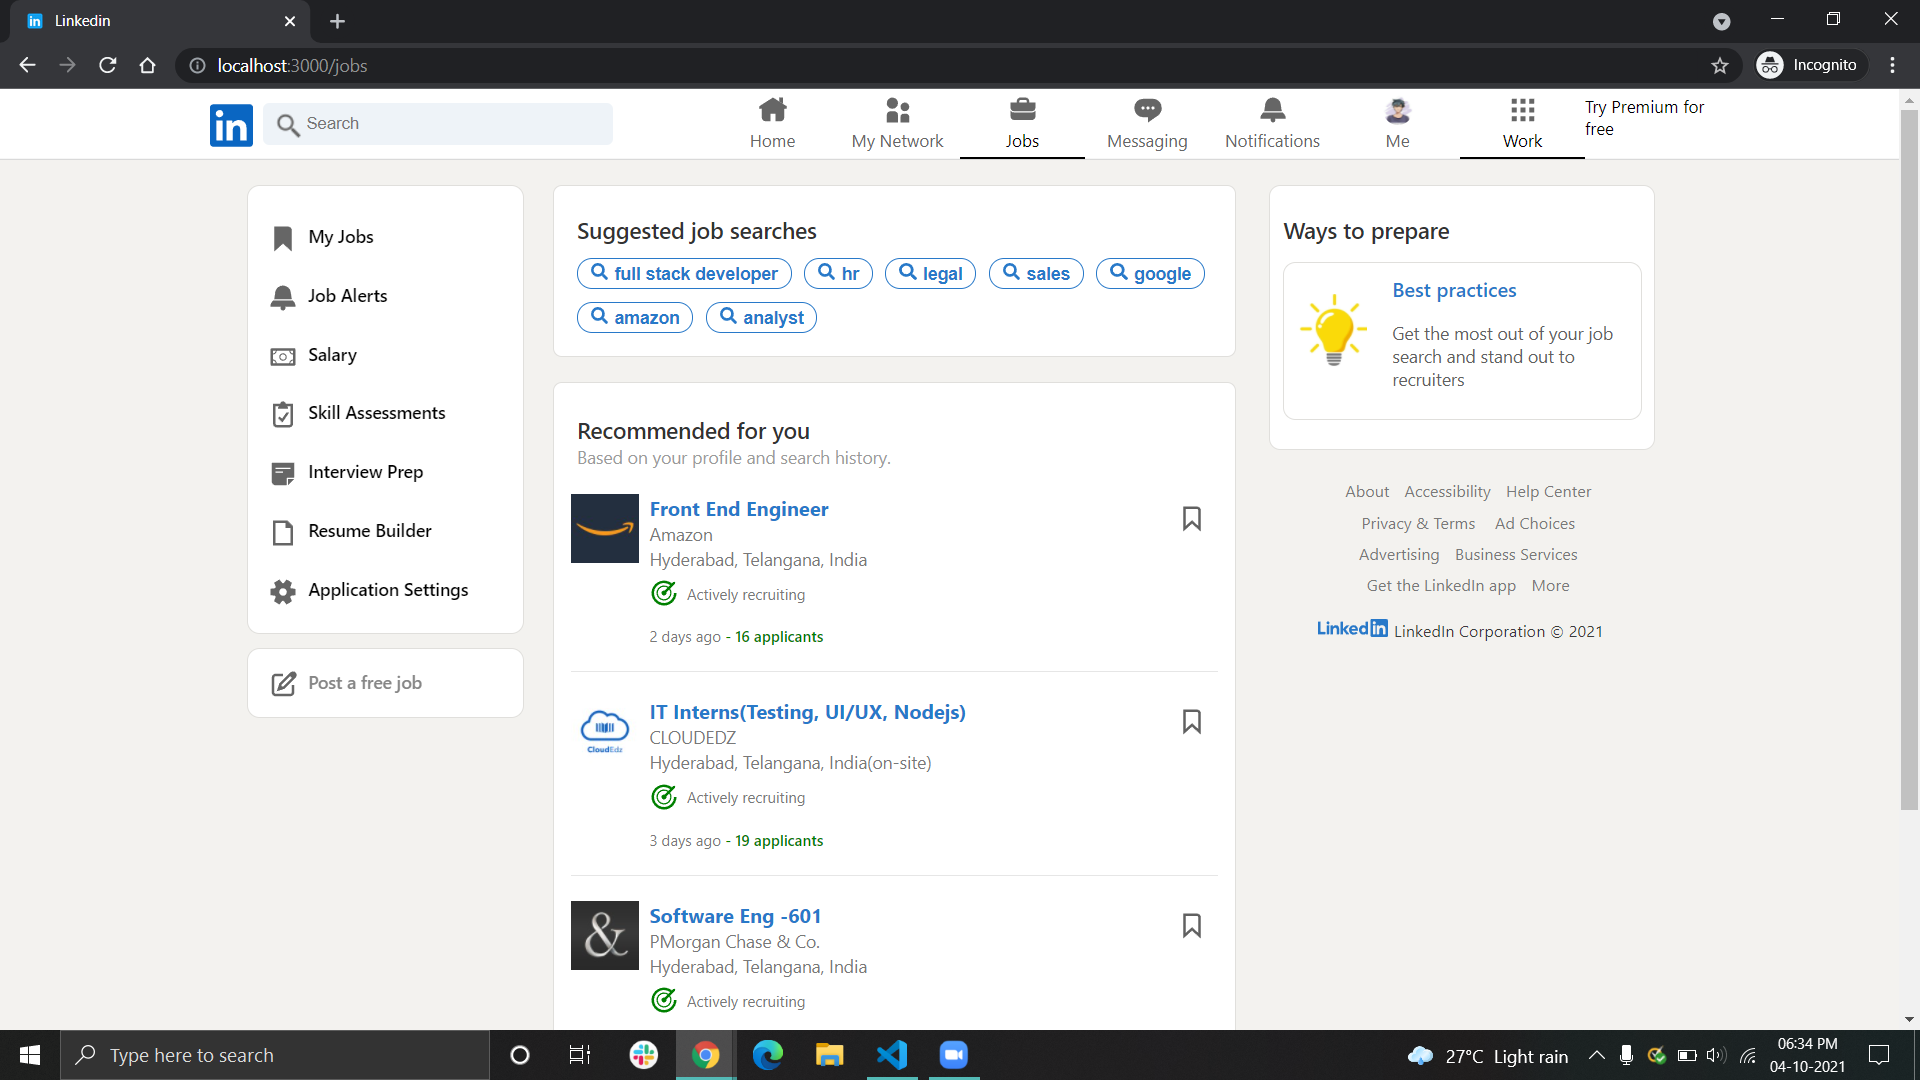 Linkedin
localhost:3000/jobs
Incognito
in
Search
Home
My Network
Jobs
Messaging
Notifications
Me
Work
Try Premium for
free
My Jobs
Job Alerts
Salary
Skill Assessments
Interview Prep
Resume Builder
Application Settings
Post a free job
Suggested job searches
full stack developer
hr
legal
sales
google
amazon
analyst
Recommended for you
Based on your profile and search history.
Front End Engineer
Amazon
Hyderabad, Telangana, India
Actively recruiting
2 days ago - 16 applicants
CloudEdz
IT Interns(Testing, UI/UX, Nodejs)
CLOUDEDZ
Hyderabad, Telangana, India(on-site)
Actively recruiting
3 days ago - 19 applicants
&
Software Eng -601
PMorgan Chase & Co.
Hyderabad, Telangana, India
Actively recruiting
Ways to prepare
Best practices
Get the most out of your job
search and stand out to
recruiters
About Accessibility Help Center
Privacy & Terms Ad Choices
Advertising Business Services
Get the LinkedIn app More
Linked in LinkedIn Corporation © 2021
Type here to search
27°C Light rain
06:34 PM
04-10-2021